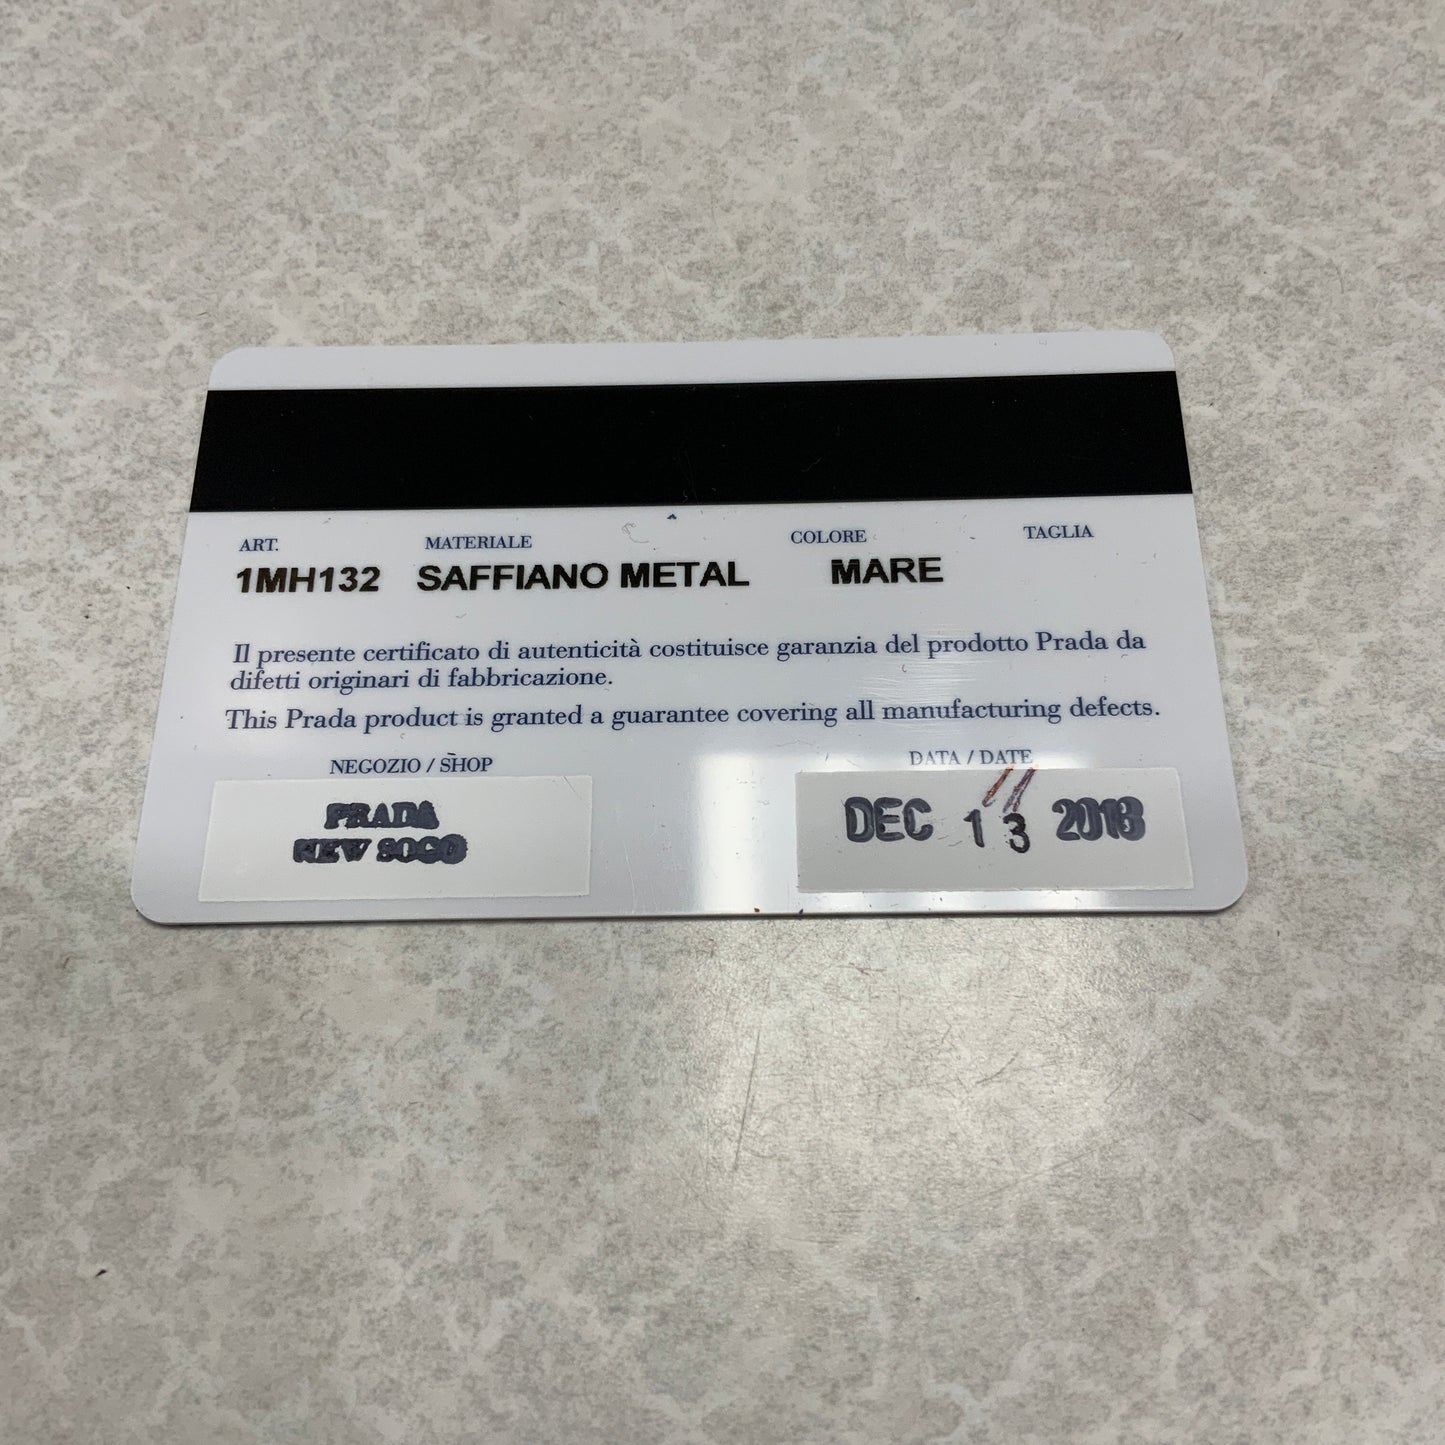 ART. MATERIALE COLORE TAGLIA
1MH132 SAFFIANO METAL MARE
Il presente certificato di autenticità costituisce garanzia del prodotto Prada da
difetti originari di fabbricazione.
This Prada product is granted a guarantee covering all manufacturing defects.
NEGOZIO / SHOP DATA / DATE
PRADA
NEW SOGO
DEC 13